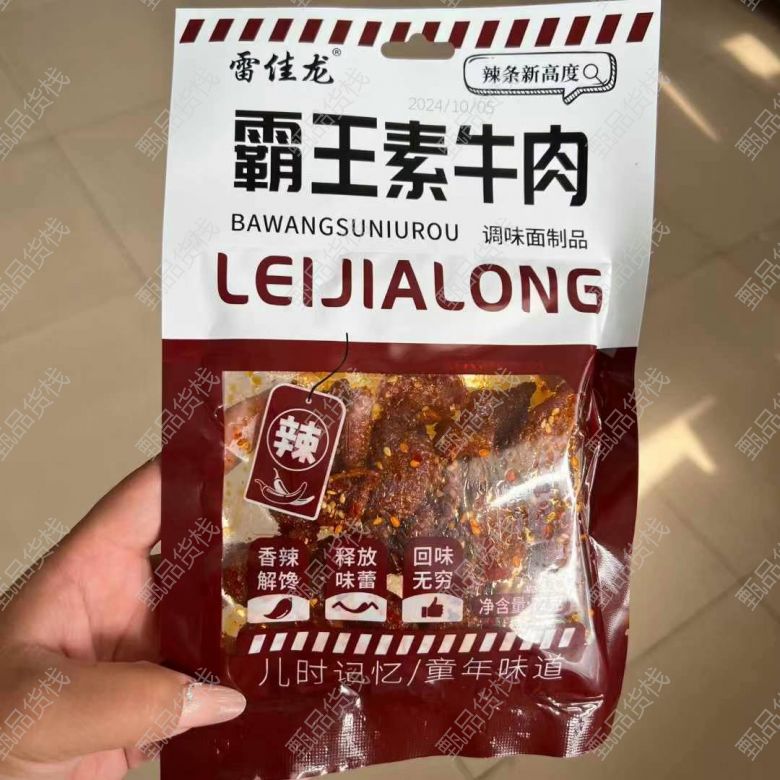 雷佳龙®
辣条新高度
2024/10/05
霸王素牛肉
BAWANGSUNIUROU 调味面制品
LEIJIALONG
辣
香辣 释放 回味
解馋 味蕾 无穷
净含量
儿时记忆/童年味道
甄品货栈